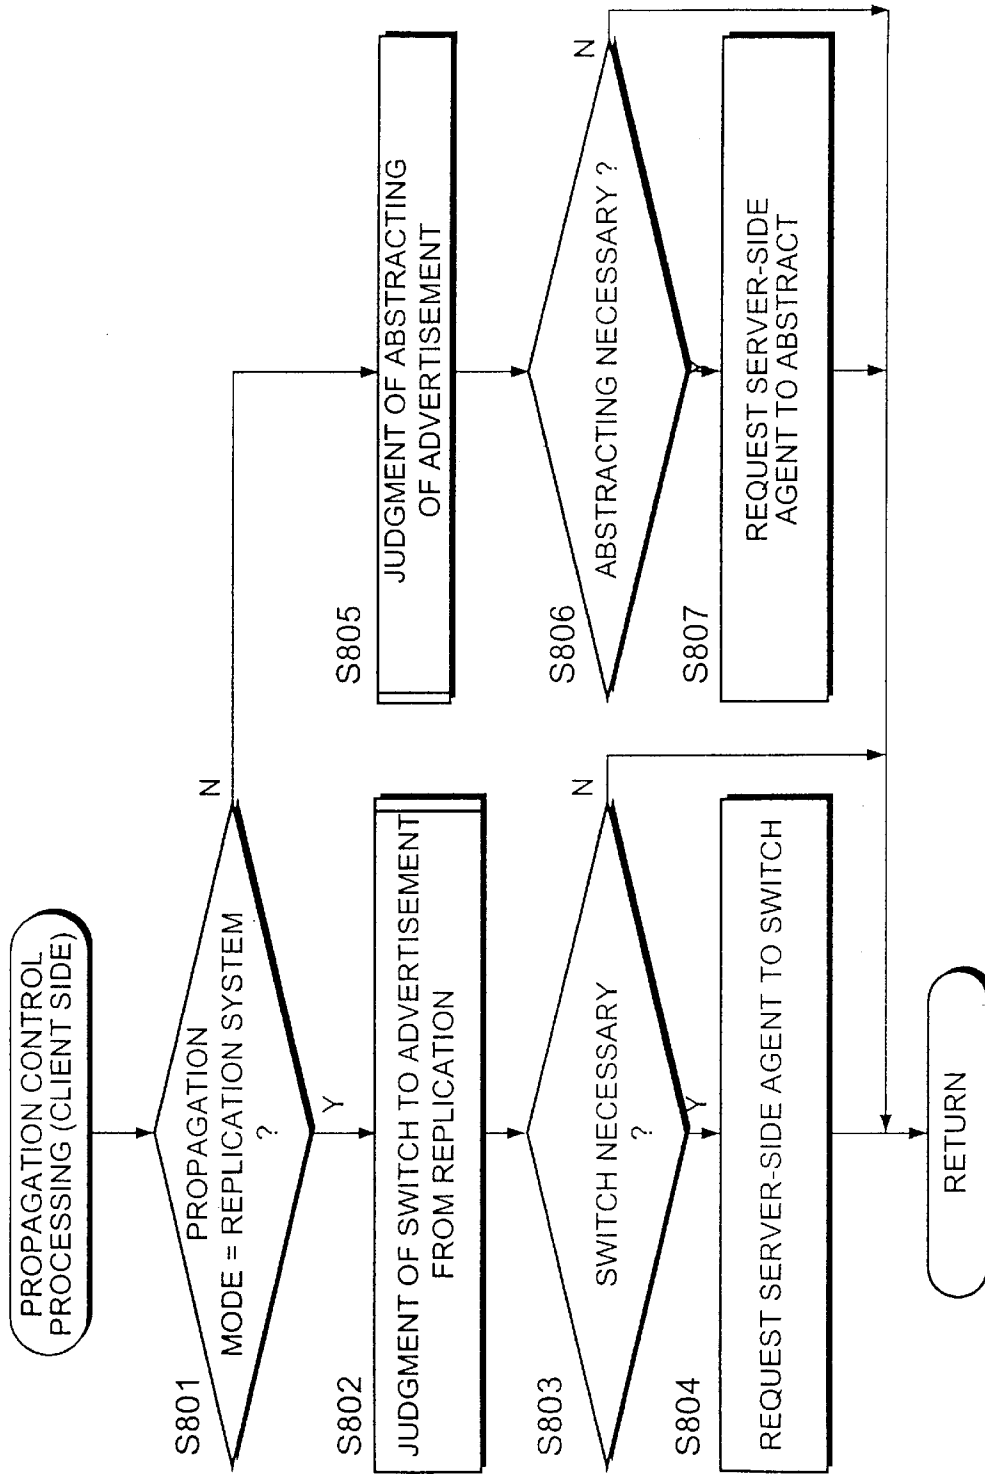 PROPAGATION CONTROL
PROCESSING (CLIENT SIDE)
S801
PROPAGATION
MODE = REPLICATION SYSTEM
?
N
Y
S802
JUDGMENT OF SWITCH TO ADVERTISEMENT
FROM REPLICATION
S803
SWITCH NECESSARY
?
N
Y
S804
REQUEST SERVER-SIDE AGENT TO SWITCH
S805
JUDGMENT OF ABSTRACTING
OF ADVERTISEMENT
S806
ABSTRACTING NECESSARY ?
N
Y
S807
REQUEST SERVER-SIDE
AGENT TO ABSTRACT
RETURN